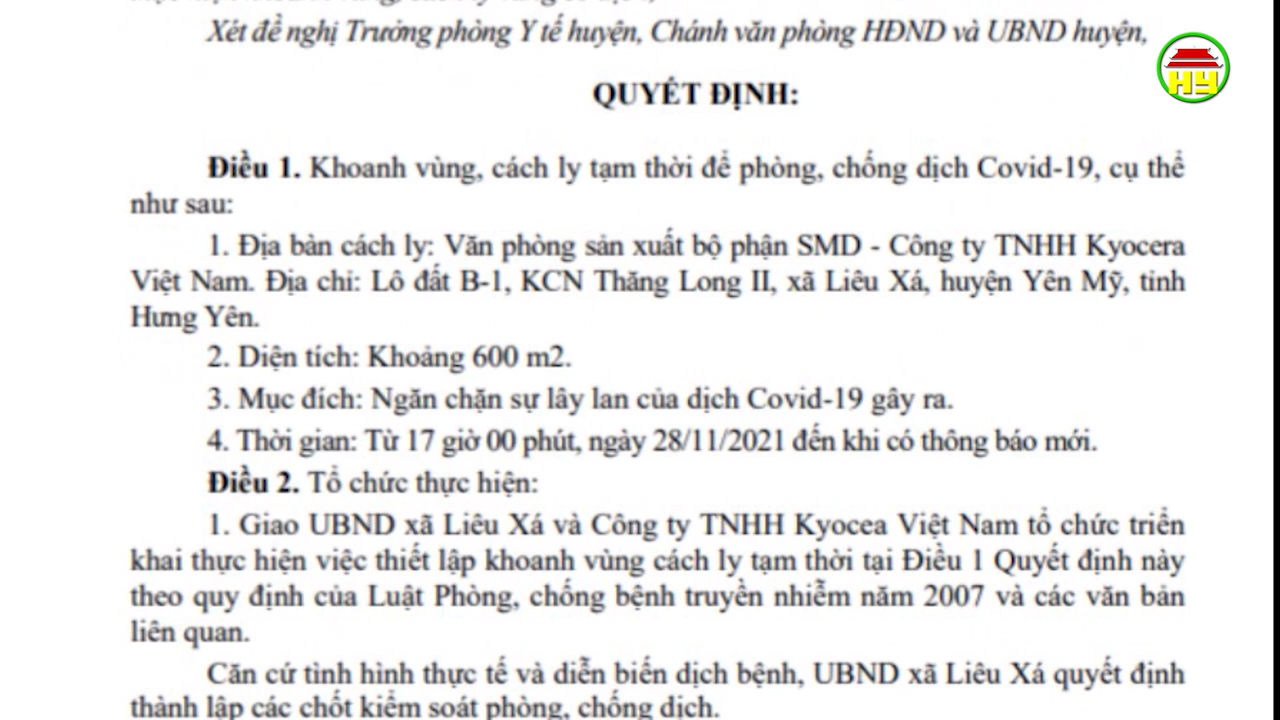 Xét đề nghị Trưởng phòng Y tế huyện, Chánh văn phòng HĐND và UBND huyện,
HY
QUYẾT ĐỊNH:
Điều 1. Khoanh vùng, cách ly tạm thời để phòng, chống dịch Covid-19, cụ thể
như sau:
1. Địa bàn cách ly: Văn phòng sản xuất bộ phận SMD - Công ty TNHH Kyocera
Việt Nam. Địa chỉ: Lô đất B-1, KCN Thăng Long II, xã Liêu Xá, huyện Yên Mỹ, tỉnh
Hưng Yên.
2. Diện tích: Khoảng 600 m2.
3. Mục đích: Ngăn chặn sự lây lan của dịch Covid-19 gây ra.
4. Thời gian: Từ 17 giờ 00 phút, ngày 28/11/2021 đến khi có thông báo mới.
Điều 2. Tổ chức thực hiện:
1. Giao UBND xã Liêu Xá và Công ty TNHH Kyocea Việt Nam tổ chức triển
khai thực hiện việc thiết lập khoanh vùng cách ly tạm thời tại Điều 1 Quyết định này
theo quy định của Luật Phòng, chống bệnh truyền nhiễm năm 2007 và các văn bản
liên quan.
Căn cứ tình hình thực tế và diễn biến dịch bệnh, UBND xã Liêu Xá quyết định
thành lập các chốt kiểm soát phòng, chống dịch.